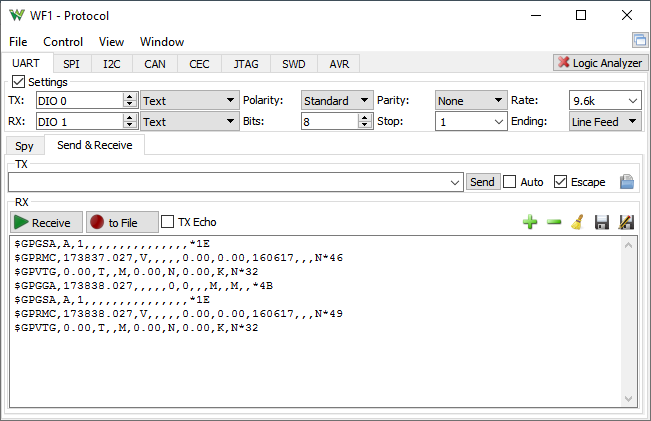 WF1 - Protocol
File Control View Window
UART SPI I2C CAN CEC JTAG SWD AVR Logic Analyzer
Settings
TX: DIO 0 Text Polarity: Standard Parity: None Rate: 9.6k
RX: DIO 1 Text Bits: 8 Stop: 1 Ending: Line Feed
Spy Send & Receive
TX
Send Auto Escape
RX
Receive to File TX Echo
$GPGSA,A,1,,,,,,,,,,,,,,,*1E
$GPRMC,173837.027,V,,,,,0.00,0.00,160617,,,N*46
$GPVTG,0.00,T,,M,0.00,N,0.00,K,N*32
$GPGGA,173838.027,,,,,0,0,,,M,,M,,*4B
$GPGSA,A,1,,,,,,,,,,,,,,,*1E
$GPRMC,173838.027,V,,,,,0.00,0.00,160617,,,N*49
$GPVTG,0.00,T,,M,0.00,N,0.00,K,N*32